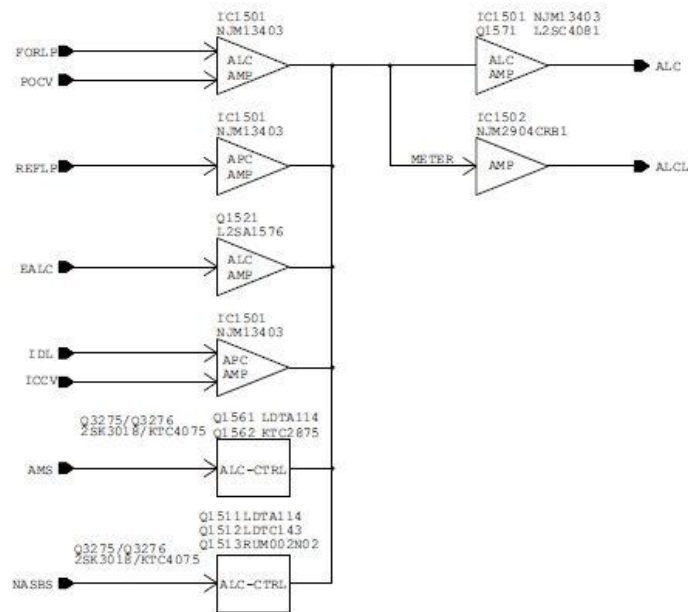 IC1501
NJM13403
FORLP
POCV
ALC
AMP
IC1501 NJM13403
Q1571 L2SC4081
ALC
AMP
ALC
IC1501
NJM13403
REFLP
APC
AMP
IC1502
NJM2904CRB1
METER
AMP
ALCL
Q1521
L2SA1576
EALC
ALC
AMP
IC1501
NJM13403
IDL
ICCV
APC
AMP
Q3275/Q3276
2SK3018/KTC4075
Q1561 LDTA114
Q1562 KTC2875
AMS
ALC-CTRL
Q1511LDTA114
Q1512LDTC143
Q1513RUM002N02
Q3275/Q3276
2SK3018/KTC4075
NASBS
ALC-CTRL